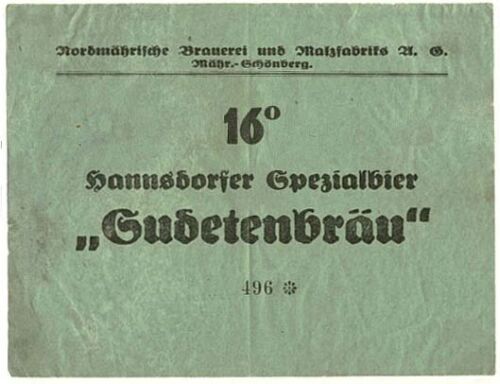 Nordmährische Brauerei und Malzfabriks A. G.
Mähr.-Schönberg.
16°
Hannsdorfer Spezialbier
„Sudetenbräu“
496 ✻